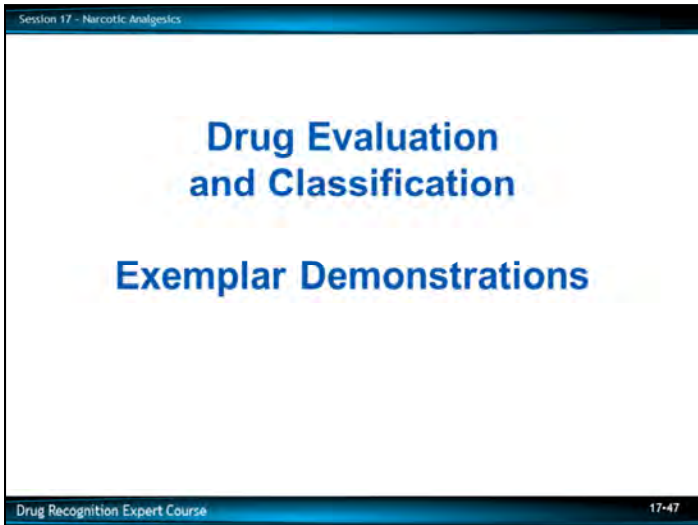 Session 17 - Narcotic Analgesics
Drug Evaluation
and Classification
Exemplar Demonstrations
Drug Recognition Expert Course
17-47